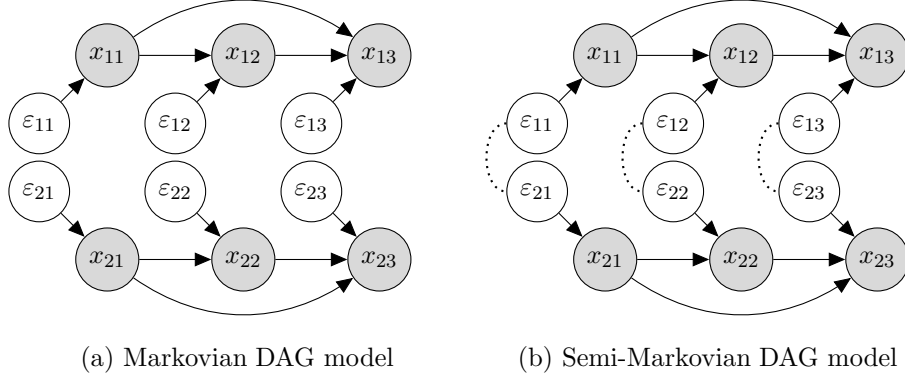 x₁₁ x₁₂ x₁₃ x₁₁ x₁₂ x₁₃
ε₁₁ ε₁₂ ε₁₃ ε₁₁ ε₁₂ ε₁₃
ε₂₁ ε₂₂ ε₂₃ ε₂₁ ε₂₂ ε₂₃
x₂₁ x₂₂ x₂₃ x₂₁ x₂₂ x₂₃
(a) Markovian DAG model (b) Semi-Markovian DAG model